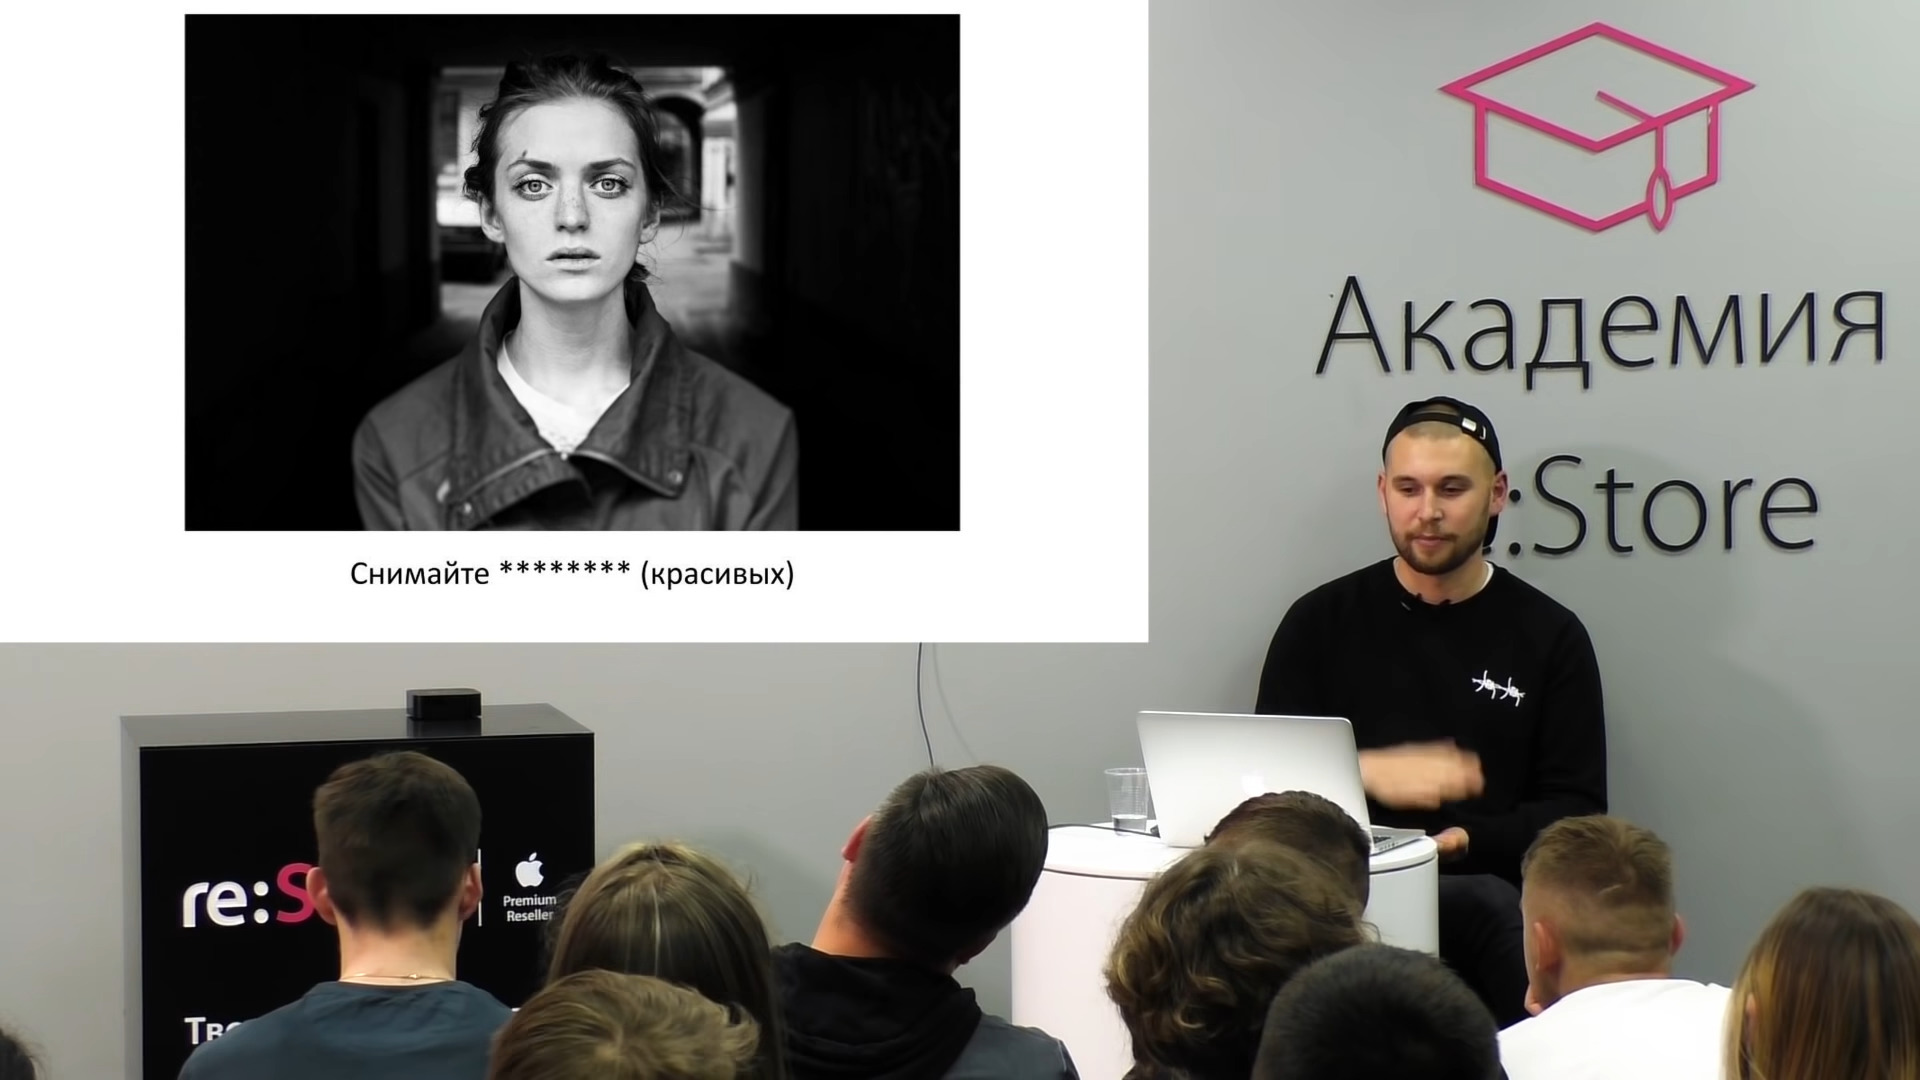 Снимайте ******** (красивых)
Академия
:Store
re:S
Premium
Reseller